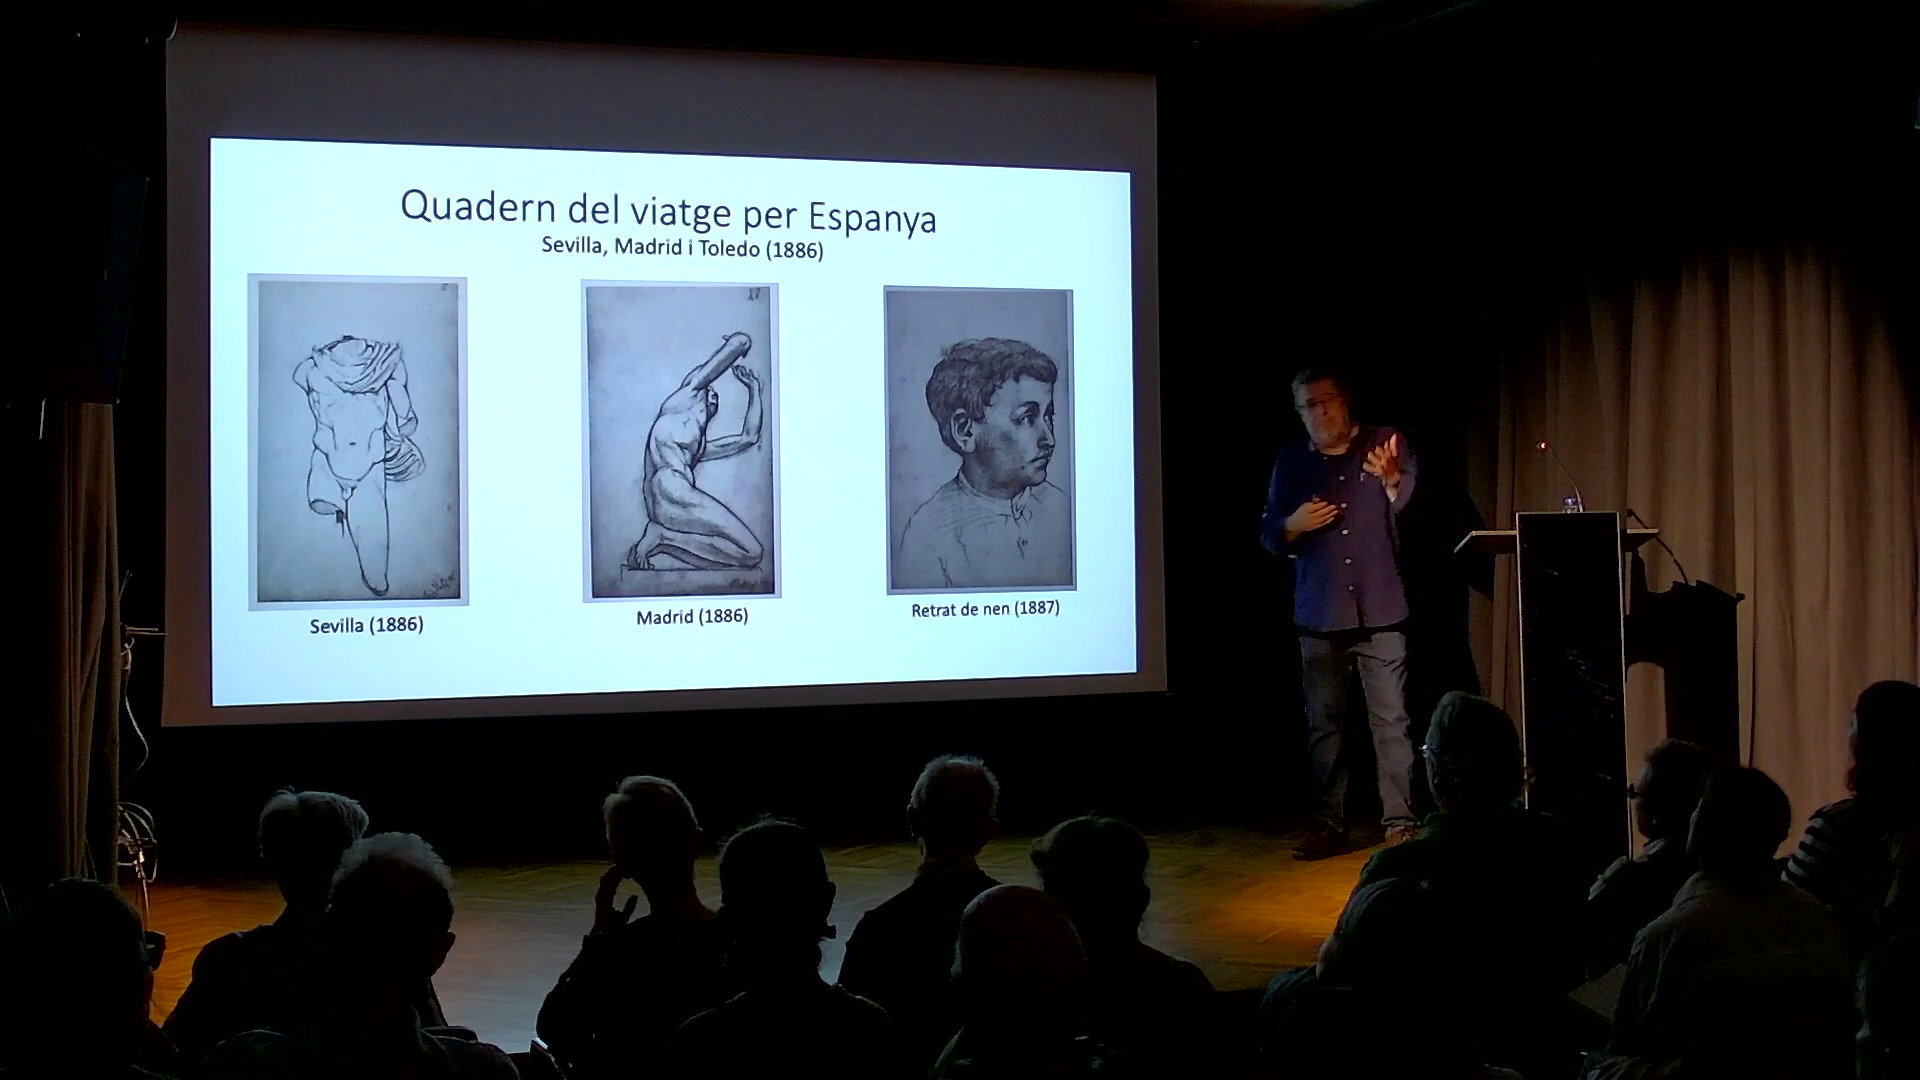 Quadern del viatge per Espanya
Sevilla, Madrid i Toledo (1886)
Sevilla (1886)
Madrid (1886)
Retrat de nen (1887)